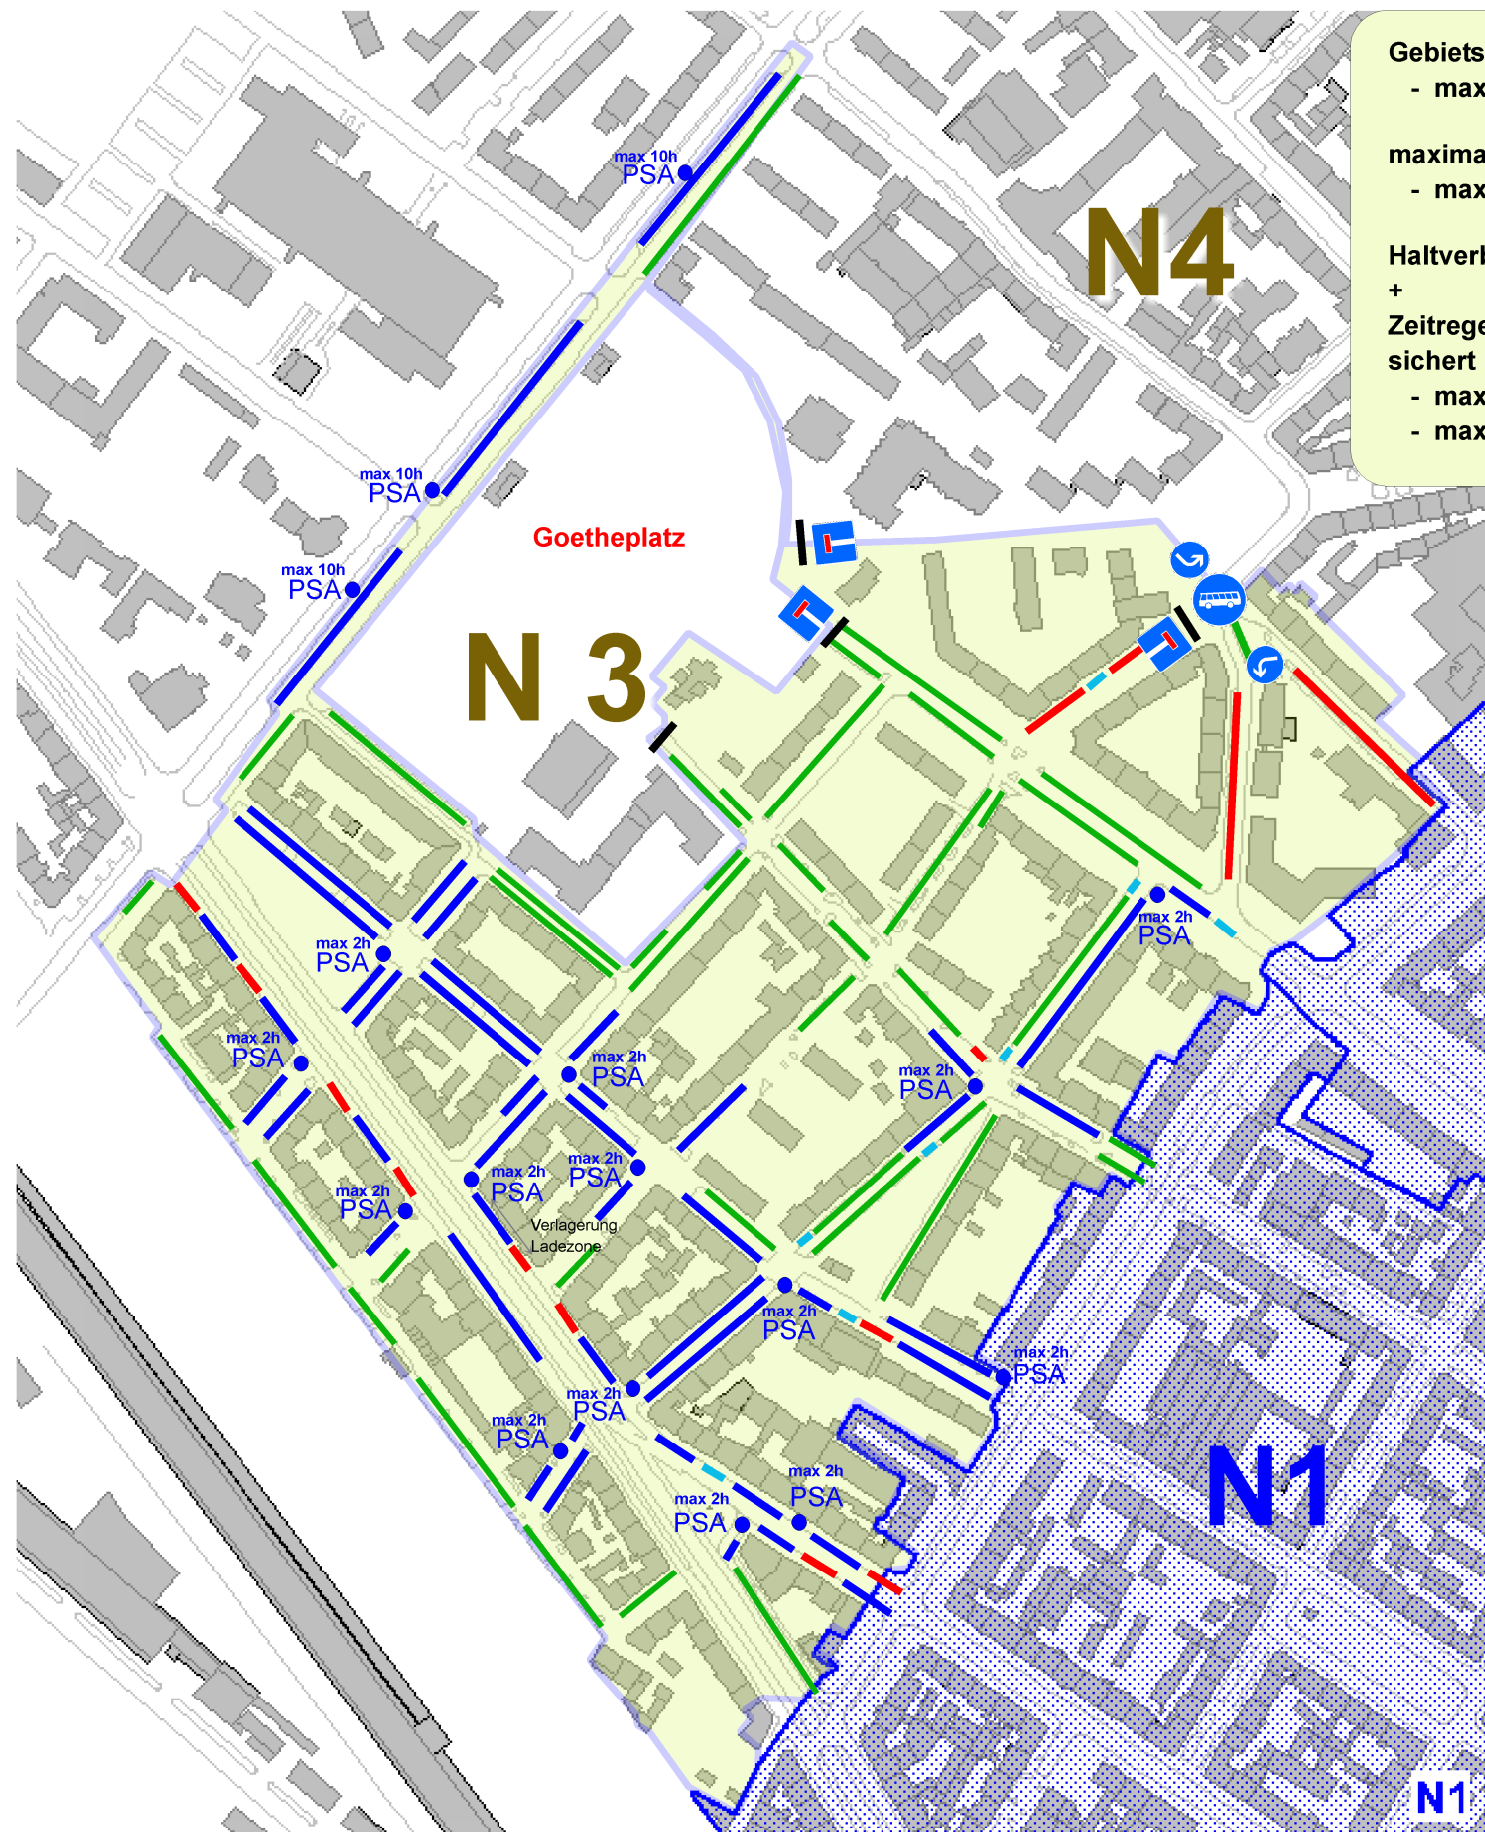 Gebiets
- max
maxima
- max
Haltverb
+
Zeitrege
sichert
- max
- max
max 10h
PSA
N4
max 10h
PSA
Goetheplatz
max 10h
PSA
N 3
max 2h
PSA
max 2h
PSA
max 2h
PSA
max 2h
PSA
max 2h
PSA
max 2h
PSA
max 2h
PSA
max 2h
PSA
Verlagerung
Ladezone
max 2h
PSA
max 2h
PSA
max 2h
PSA
max 2h
PSA
max 2h
PSA
max 2h
PSA
N1
N1